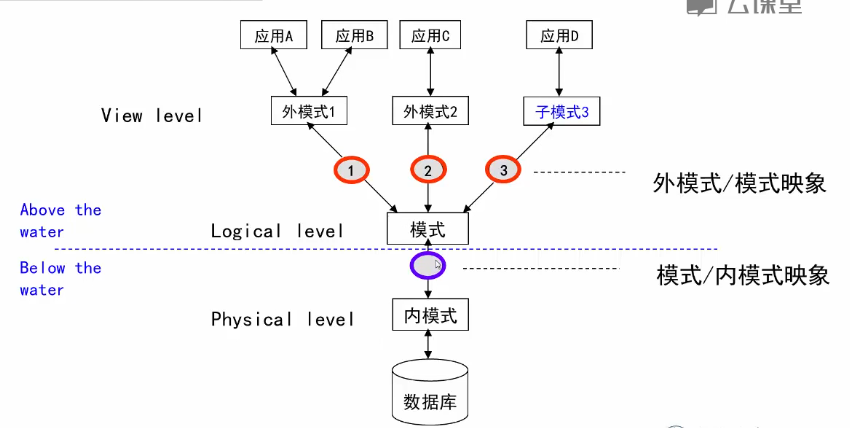 云课堂
应用A
应用B
应用C
应用D
View level
外模式1
外模式2
子模式3
1
2
3
外模式/模式映象
Above the
water
Logical level
模式
Below the
water
模式/内模式映象
Physical level
内模式
数据库